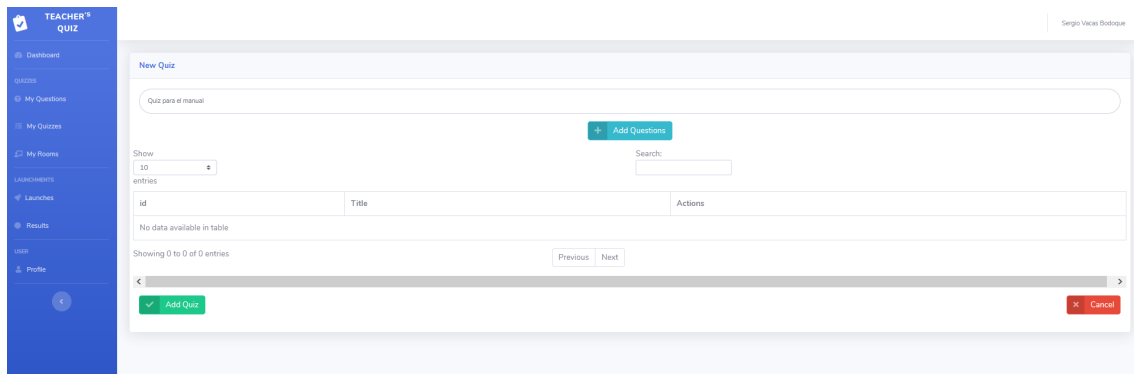 TEACHER'S
QUIZ
Sergio Vacas Bodoque
Dashboard
QUIZZES
My Questions
My Quizzes
My Rooms
LAUNCHMENTS
Launches
Results
USER
Profile
New Quiz
Quiz para el manual
Add Questions
Show
10
entries
Search:
id Title Actions
No data available in table
Showing 0 to 0 of 0 entries
Previous Next
Add Quiz
Cancel